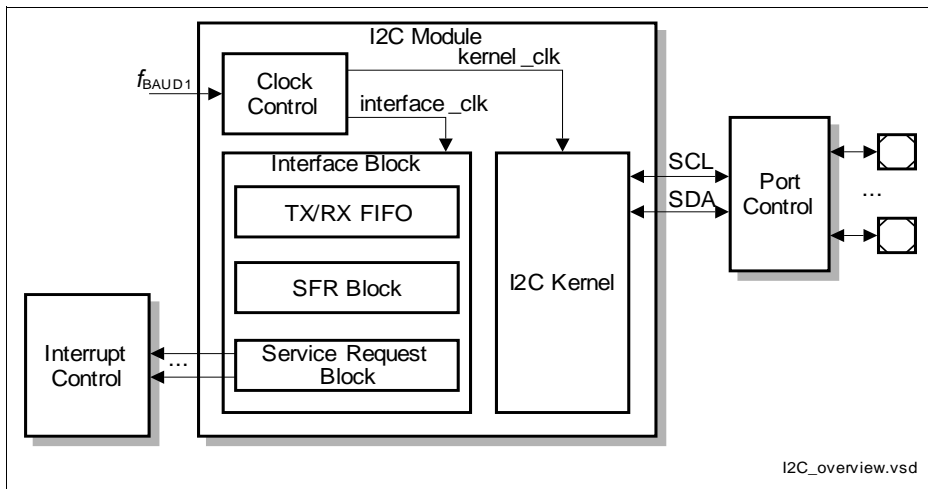 I2C Module
kernel _clk
fBAUD1
Clock
Control
interface _clk
Interface Block
SCL
Port
Control
TX/RX FIFO
SDA
...
SFR Block
I2C Kernel
Interrupt
Control
...
Service Request
Block
I2C_overview.vsd